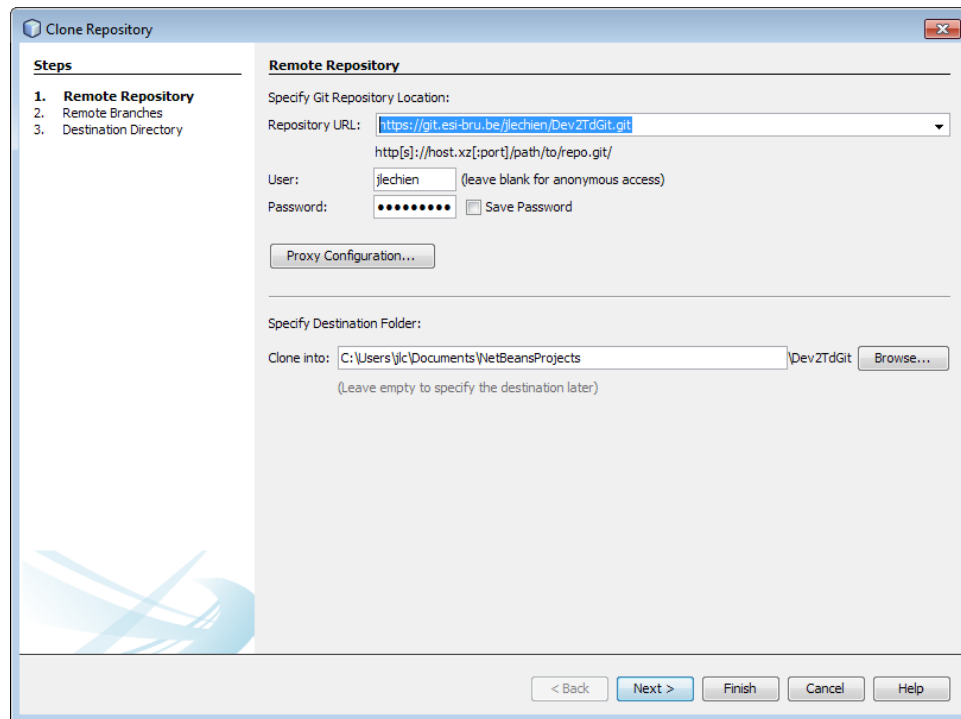 Clone Repository
Steps
1. Remote Repository
2. Remote Branches
3. Destination Directory
Remote Repository
Specify Git Repository Location:
Repository URL: https://git.esi-bru.be/jlechien/Dev2TdGit.git
http[s]://host.xz[:port]/path/to/repo.git/
User: jlechien (leave blank for anonymous access)
Password: ●●●●●●●●● Save Password
Proxy Configuration...
Specify Destination Folder:
Clone into: C:\Users\jlc\Documents\NetBeansProjects \Dev2TdGit Browse...
(Leave empty to specify the destination later)
< Back Next > Finish Cancel Help